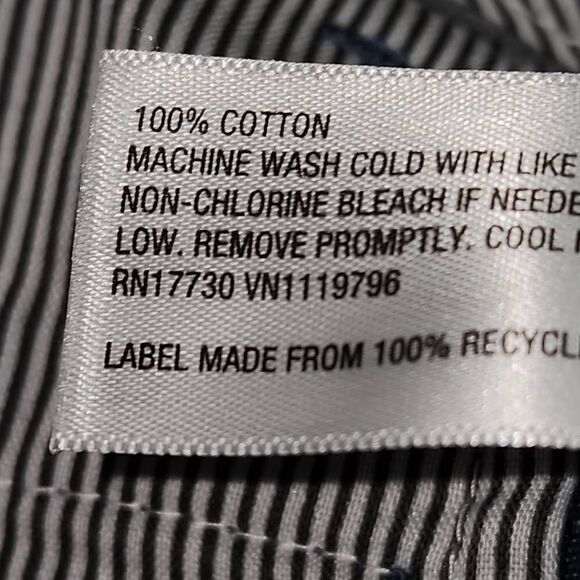 100% COTTON
MACHINE WASH COLD WITH LIKE
NON-CHLORINE BLEACH IF NEEDE
LOW. REMOVE PROMPTLY. COOL
RN17730 VN1119796
LABEL MADE FROM 100% RECYCL